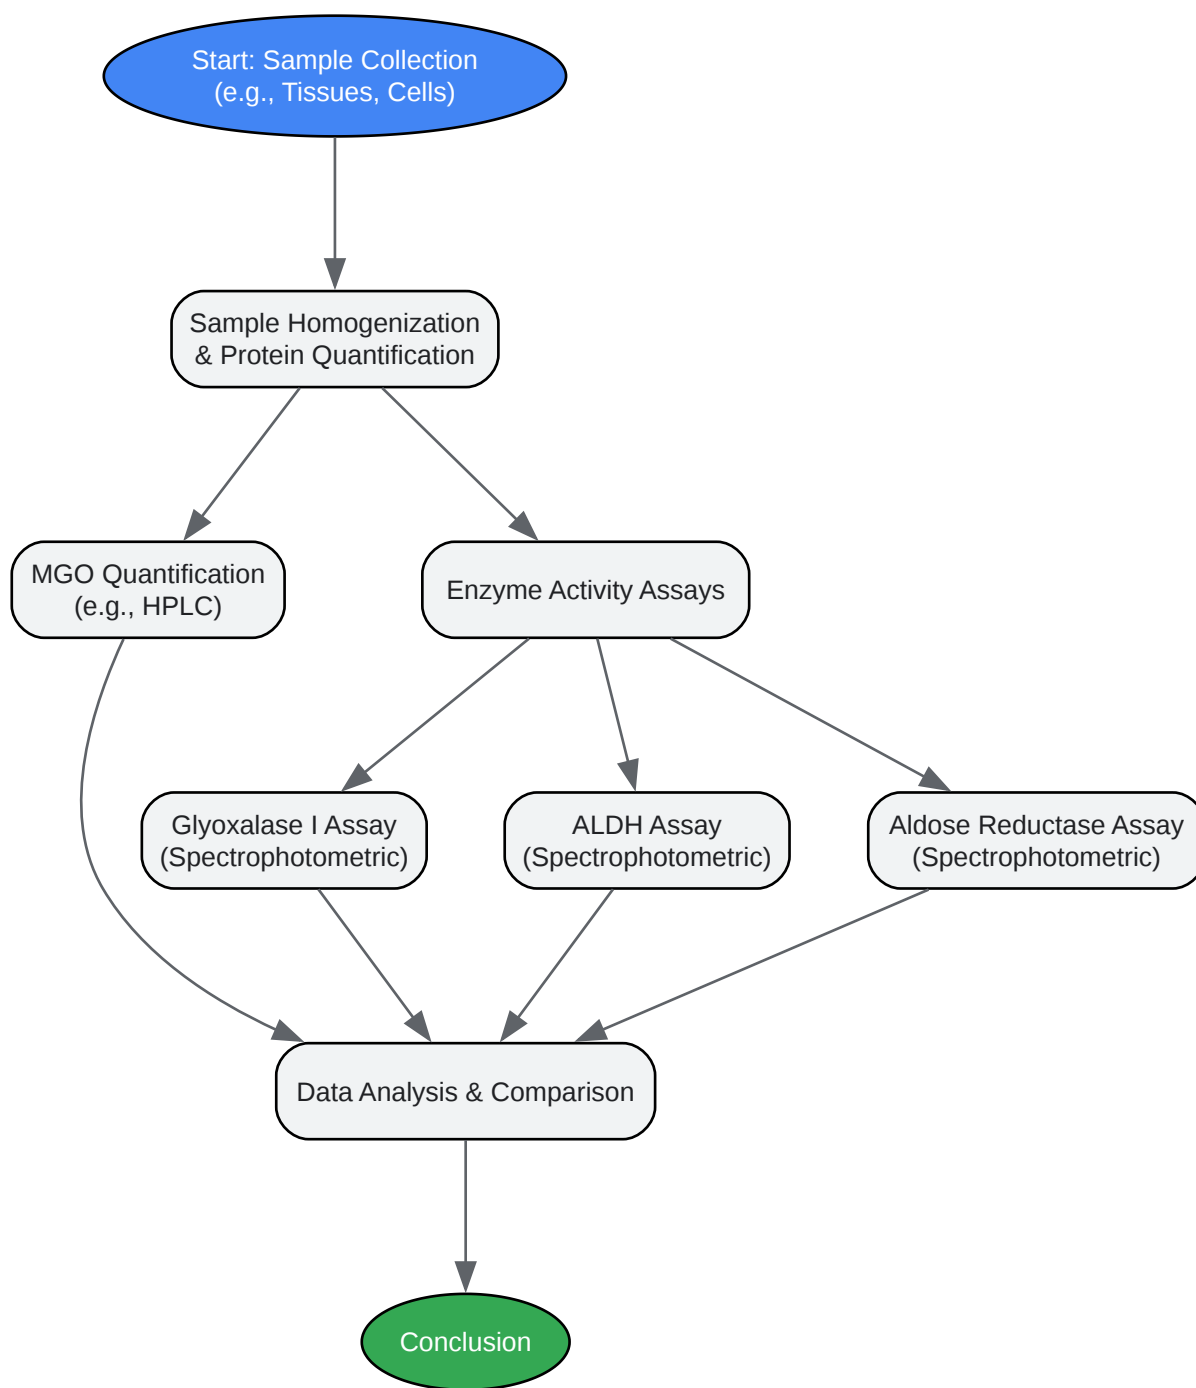 Start: Sample Collection
(e.g., Tissues, Cells)
Sample Homogenization
& Protein Quantification
MGO Quantification
(e.g., HPLC)
Enzyme Activity Assays
Glyoxalase I Assay
(Spectrophotometric)
ALDH Assay
(Spectrophotometric)
Aldose Reductase Assay
(Spectrophotometric)
Data Analysis & Comparison
Conclusion